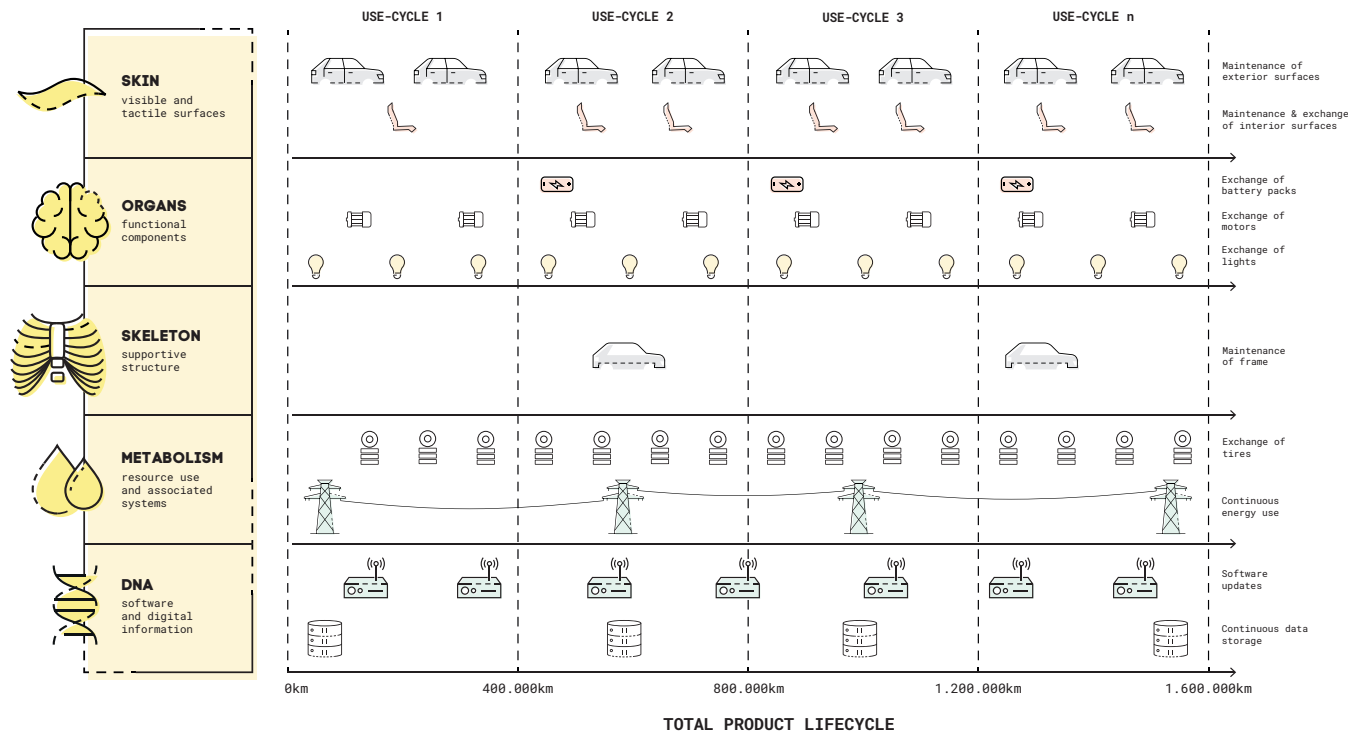 USE-CYCLE 1
USE-CYCLE 2
USE-CYCLE 3
USE-CYCLE n
SKIN
visible and
tactile surfaces
Maintenance of
exterior surfaces
Maintenance & exchange
of interior surfaces
ORGANS
functional
components
Exchange of
battery packs
Exchange of
motors
Exchange of
lights
SKELETON
supportive
structure
Maintenance
of frame
METABOLISM
resource use
and associated
systems
Exchange of
tires
Continuous
energy use
DNA
software
and digital
information
Software
updates
Continuous data
storage
0km
400.000km
800.000km
1.200.000km
1.600.000km
TOTAL PRODUCT LIFECYCLE